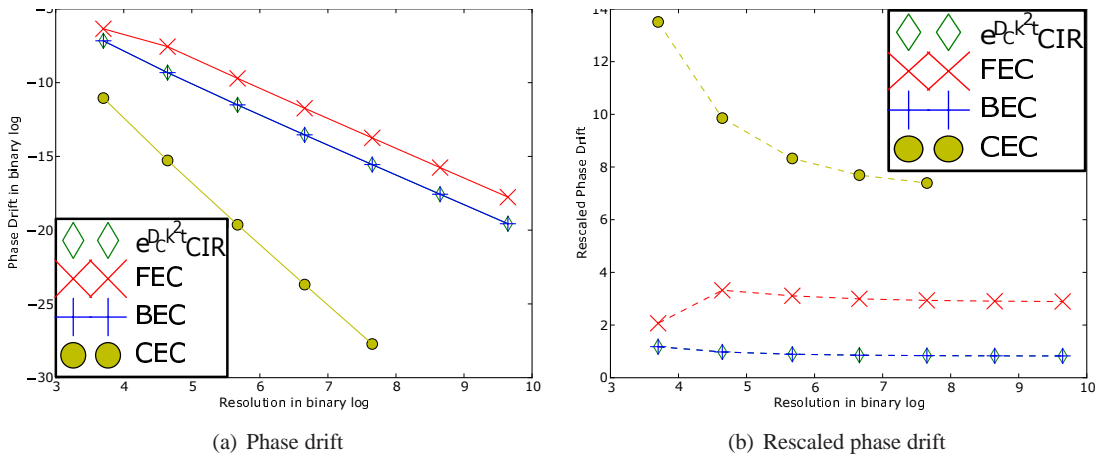 −5
−10
−15
−20
−25
−30
3 4 5 6 7 8 9 10
Phase Drift in binary log
Resolution in binary log
e^{D_c k^2 t} CIR
FEC
BEC
CEC
(a) Phase drift
14
12
10
8
6
4
2
0
3 4 5 6 7 8 9 10
Rescaled Phase Drift
Resolution in binary log
e^{D_c k^2 t} CIR
FEC
BEC
CEC
(b) Rescaled phase drift